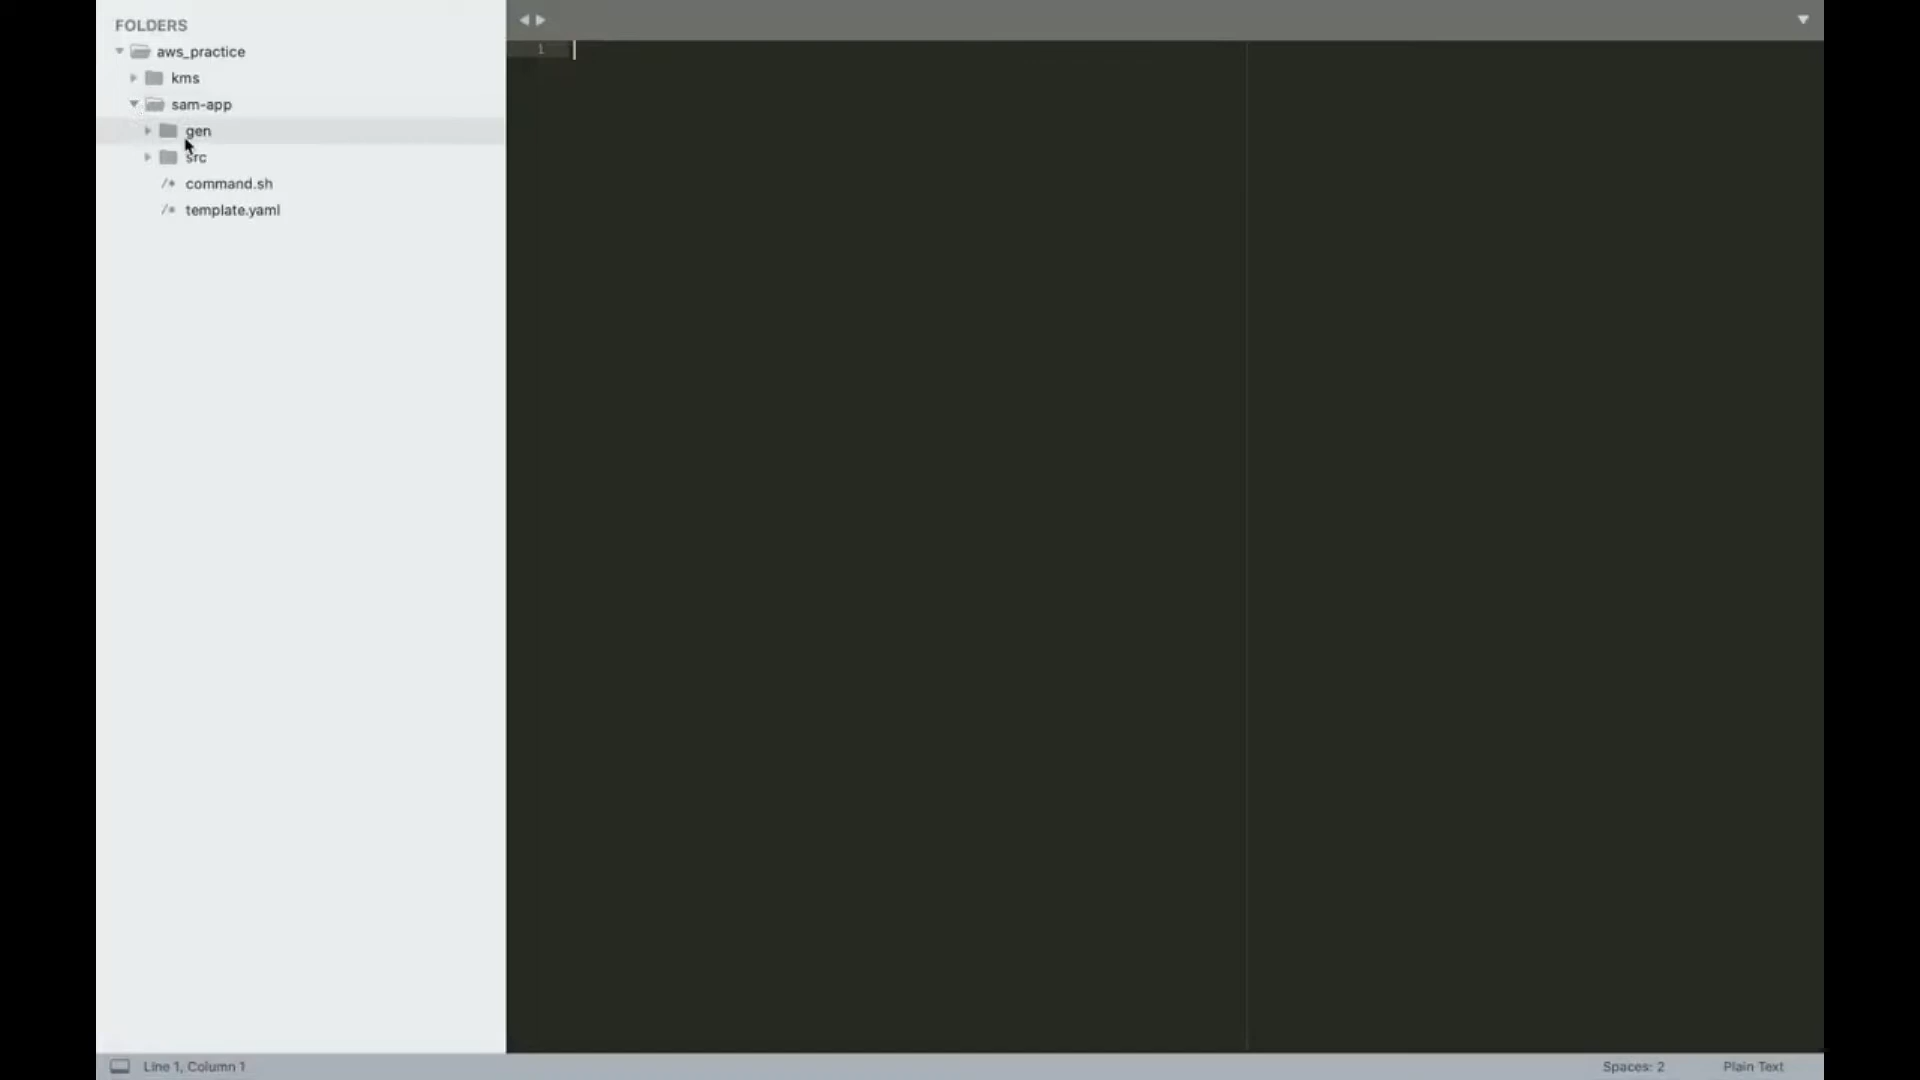 FOLDERS
aws_practice
kms
sam-app
gen
src
/* command.sh
/* template.yaml
1
Line 1, Column 1
Spaces: 2
Plain Text